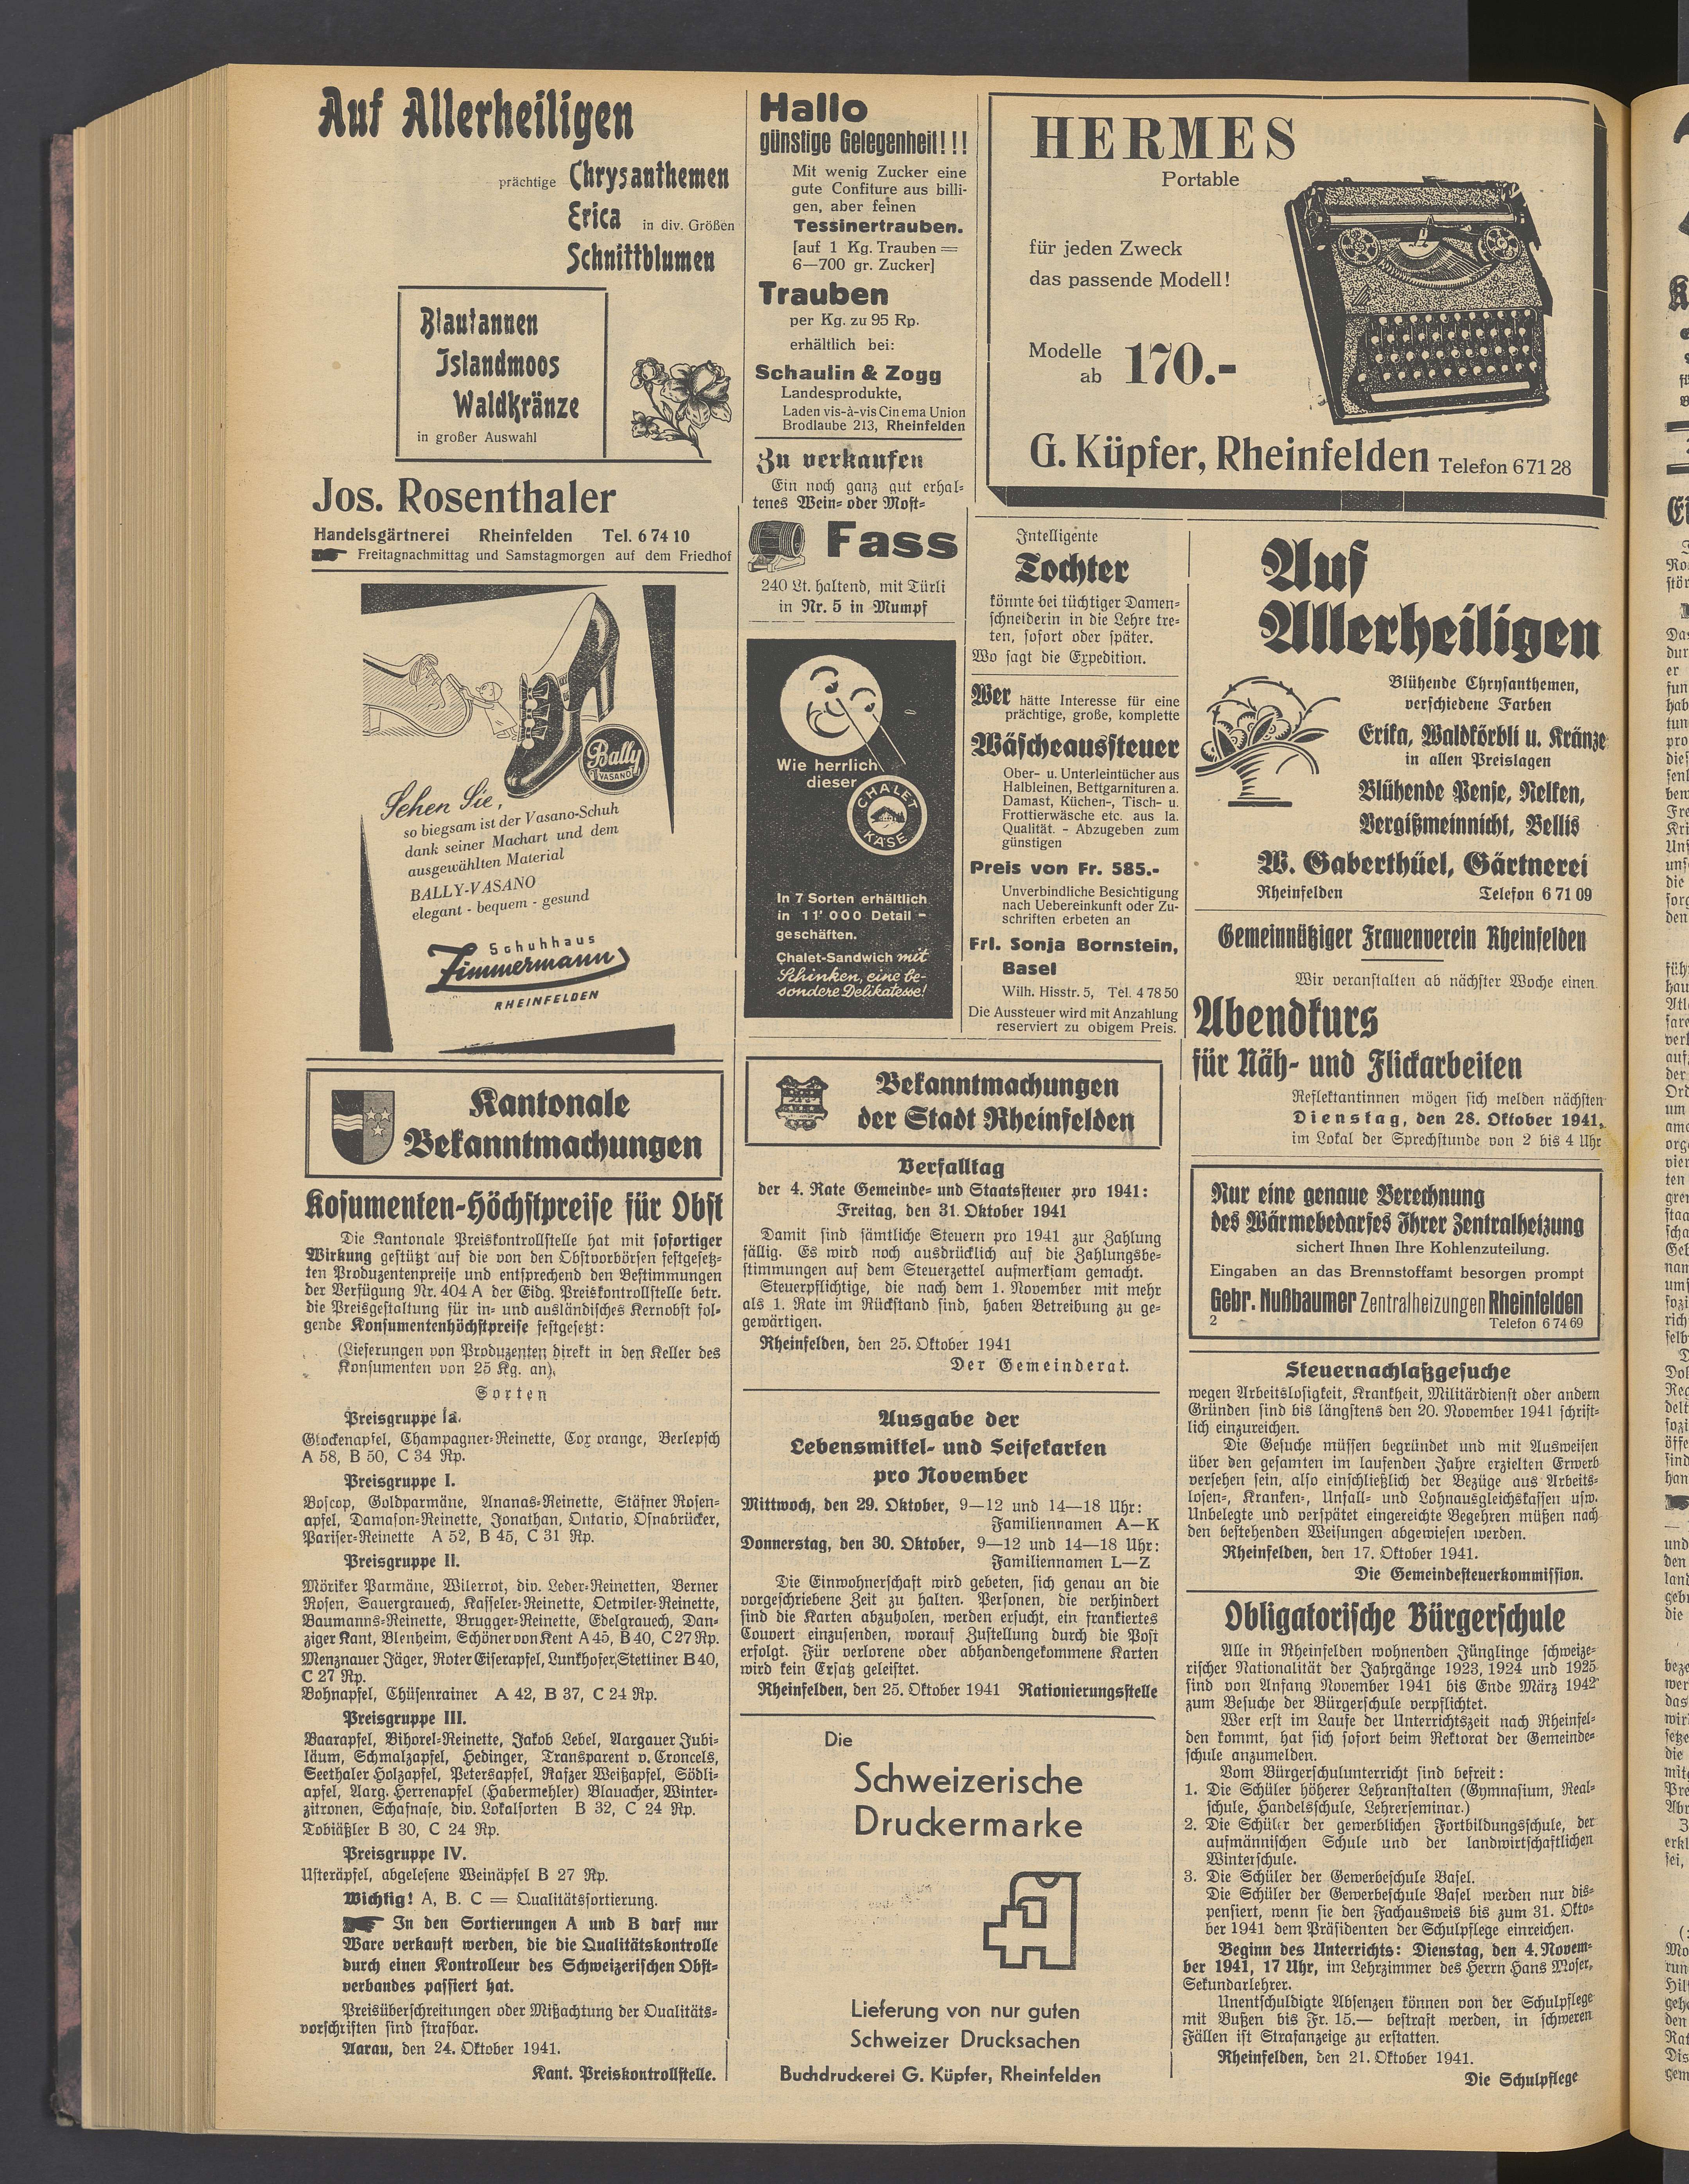 Auf Allerheiligen
prächtige Chrysanthemen
Erica in div. Größen
Schnittblumen
Blautannen
Islandmoos
Waldkränze
in großer Auswahl
Jos. Rosenthaler
Handelsgärtnerei Rheinfelden Tel. 6 74 10
Freitagnachmittag und Samstagmorgen auf dem Friedhof
Bally
VASANO
Sehen Sie,
so biegsam ist der Vasano-Schuh
dank seiner Machart und dem
ausgewählten Material
BALLY-VASANO
elegant - bequem - gesund
Schuhhaus
Zimmermann
RHEINFELDEN
Hallo
günstige Gelegenheit!!!
Mit wenig Zucker eine
gute Confiture aus billi-
gen, aber feinen
Tessinertrauben.
[auf 1 Kg. Trauben =
6—700 gr. Zucker]
Trauben
per Kg. zu 95 Rp.
erhältlich bei:
Schaulin & Zogg
Landesprodukte,
Laden vis-à-vis Cinema Union
Brodlaube 213, Rheinfelden
Zu verkaufen
Ein noch ganz gut erhal-
tenes Wein- oder Most-
Fass
240 Lt. haltend, mit Türli
in Nr. 5 in Mumpf
Wie herrlich
dieser
CHALET
KÄSE
In 7 Sorten erhältlich
in 11'000 Detail-
geschäften.
Chalet-Sandwich mit
Schinken, eine be-
sondere Delikatesse!
HERMES
Portable
für jeden Zweck
das passende Modell!
Modelle
ab 170.-
G. Küpfer, Rheinfelden Telefon 6 71 28
Intelligente
Tochter
könnte bei tüchtiger Damen-
schneiderin in die Lehre tre-
ten, sofort oder später.
Wo sagt die Expedition.
Wer hätte Interesse für eine
prächtige, große, komplette
Wäscheaussteuer
Ober- u. Unterleintücher aus
Halbleinen, Bettgarnituren a.
Damast, Küchen-, Tisch- u.
Frottierwäsche etc. aus Ia.
Qualität. - Abzugeben zum
günstigen
Preis von Fr. 585.-
Unverbindliche Besichtigung
nach Uebereinkunft oder Zu-
schriften erbeten an
Frl. Sonja Bornstein,
Basel
Wilh. Hisstr. 5, Tel. 4 78 50
Die Aussteuer wird mit Anzahlung
reserviert zu obigem Preis.
Auf
Allerheiligen
Blühende Chrysanthemen,
verschiedene Farben
Erika, Waldkörbli u. Kränze
in allen Preislagen
Blühende Pense, Nelken,
Vergißmeinnicht, Bellis
W. Gaberthüel, Gärtnerei
Rheinfelden Telefon 6 71 09
Gemeinnütziger Frauenverein Rheinfelden
Wir veranstalten ab nächster Woche einen
Abendkurs
für Näh- und Flickarbeiten
Reflektantinnen mögen sich melden nächsten
Dienstag, den 28. Oktober 1941,
im Lokal der Sprechstunde von 2 bis 4 Uhr
Nur eine genaue Berechnung
des Wärmebedarfes Ihrer Zentralheizung
sichert Ihnen Ihre Kohlenzuteilung.
Eingaben an das Brennstoffamt besorgen prompt
Gebr. Nußbaumer Zentralheizungen Rheinfelden
2 Telefon 6 74 69
Kantonale
Bekanntmachungen
Kosumenten-Höchstpreise für Obst
Die Kantonale Preiskontrollstelle hat mit sofortiger
Wirkung gestützt auf die von den Obstvorbörsen festgesetz-
ten Produzentenpreise und entsprechend den Bestimmungen
der Verfügung Nr. 404 A der Eidg. Preiskontrollstelle betr.
die Preisgestaltung für in- und ausländisches Kernobst fol-
gende Konsumentenhöchstpreise festgesetzt:
(Lieferungen von Produzenten direkt in den Keller des
Konsumenten von 25 Kg. an).
Sorten
Preisgruppe Ia.
Glockenapfel, Champagner-Reinette, Cox orange, Berlepsch
A 58, B 50, C 34 Rp.
Preisgruppe I.
Boscop, Goldparmäne, Ananas-Reinette, Stäfner Rosen-
apfel, Damason-Reinette, Jonathan, Ontario, Osnabrücker,
Pariser-Reinette A 52, B 45, C 31 Rp.
Preisgruppe II.
Möriker Parmäne, Wilerrot, div. Leder-Reinetten, Berner
Rosen, Sauergrauech, Kasseler-Reinette, Oetwiler-Reinette,
Baumanns-Reinette, Brugger-Reinette, Edelgrauech, Dan-
ziger Kant, Blenheim, Schöner von Kent A 45, B 40, C 27 Rp.
Menznauer Jäger, Roter Eiserapfel, Lunkhofer, Stettiner B 40,
C 27 Rp.
Bohnapfel, Chüsenrainer A 42, B 37, C 24 Rp.
Preisgruppe III.
Baarapfel, Bihorel-Reinette, Jakob Lebel, Aargauer Jubi-
läum, Schmalzapfel, Hedinger, Transparent v. Croncels,
Seethaler Holzapfel, Petersapfel, Rafzer Weißapfel, Södli-
apfel, Aarg. Herrenapfel (Habermehler) Blauacher, Winter-
zitronen, Schafnase, div. Lokalsorten B 32, C 24 Rp.
Tobiäßler B 30, C 24 Rp.
Preisgruppe IV.
Usteräpfel, abgelesene Weinäpfel B 27 Rp.
Wichtig! A, B. C = Qualitätssortierung.
In den Sortierungen A und B darf nur
Ware verkauft werden, die die Qualitätskontrolle
durch einen Kontrolleur des Schweizerischen Obst-
verbandes passiert hat.
Preisüberschreitungen oder Mißachtung der Qualitäts-
vorschriften sind strafbar.
Aarau, den 24. Oktober 1941.
Kant. Preiskontrollstelle.
Bekanntmachungen
der Stadt Rheinfelden
Verfalltag
der 4. Rate Gemeinde- und Staatssteuer pro 1941:
Freitag, den 31. Oktober 1941
Damit sind sämtliche Steuern pro 1941 zur Zahlung
fällig. Es wird noch ausdrücklich auf die Zahlungsbe-
stimmungen auf dem Steuerzettel aufmerksam gemacht.
Steuerpflichtige, die nach dem 1. November mit mehr
als 1. Rate im Rückstand sind, haben Betreibung zu ge-
gewärtigen.
Rheinfelden, den 25. Oktober 1941
Der Gemeinderat.
Ausgabe der
Lebensmittel- und Seifekarten
pro November
Mittwoch, den 29. Oktober, 9—12 und 14—18 Uhr:
Familiennamen A—K
Donnerstag, den 30. Oktober, 9—12 und 14—18 Uhr:
Familiennamen L—Z
Die Einwohnerschaft wird gebeten, sich genau an die
vorgeschriebene Zeit zu halten. Personen, die verhindert
sind die Karten abzuholen, werden ersucht, ein frankiertes
Couvert einzusenden, worauf Zustellung durch die Post
erfolgt. Für verlorene oder abhandengekommene Karten
wird kein Ersatz geleistet.
Rheinfelden, den 25. Oktober 1941 Rationierungsstelle
Die
Schweizerische
Druckermarke
Lieferung von nur guten
Schweizer Drucksachen
Buchdruckerei G. Küpfer, Rheinfelden
Steuernachlaßgesuche
wegen Arbeitslosigkeit, Krankheit, Militärdienst oder andern
Gründen sind bis längstens den 20. November 1941 schrift-
lich einzureichen.
Die Gesuche müssen begründet und mit Ausweisen
über den gesamten im laufenden Jahre erzielten Erwerb
versehen sein, also einschließlich der Bezüge aus Arbeits-
losen-, Kranken-, Unfall- und Lohnausgleichskassen usw.
Unbelegte und verspätet eingereichte Begehren müßen nach
den bestehenden Weisungen abgewiesen werden.
Rheinfelden, den 17. Oktober 1941.
Die Gemeindesteuerkommission.
Obligatorische Bürgerschule
Alle in Rheinfelden wohnenden Jünglinge schweize-
rischer Nationalität der Jahrgänge 1923, 1924 und 1925
sind von Anfang November 1941 bis Ende März 1942
zum Besuche der Bürgerschule verpflichtet.
Wer erst im Laufe der Unterrichtszeit nach Rheinfel-
den kommt, hat sich sofort beim Rektorat der Gemeinde-
schule anzumelden.
Vom Bürgerschulunterricht sind befreit:
1. Die Schüler höherer Lehranstalten (Gymnasium, Real-
schule, Handelsschule, Lehrerseminar.)
2. Die Schüler der gewerblichen Fortbildungsschule, der
aufmännischen Schule und der landwirtschaftlichen
Winterschule.
3. Die Schüler der Gewerbeschule Basel.
Die Schüler der Gewerbeschule Basel werden nur dis-
pensiert, wenn sie den Fachausweis bis zum 31. Okto-
ber 1941 dem Präsidenten der Schulpflege einreichen.
Beginn des Unterrichts: Dienstag, den 4. Novem-
ber 1941, 17 Uhr, im Lehrzimmer des Herrn Hans Moser,
Sekundarlehrer.
Unentschuldigte Absenzen können von der Schulpflege
mit Bußen bis Fr. 15.— bestraft werden, in schweren
Fällen ist Strafanzeige zu erstatten.
Rheinfelden, den 21. Oktober 1941.
Die Schulpflege